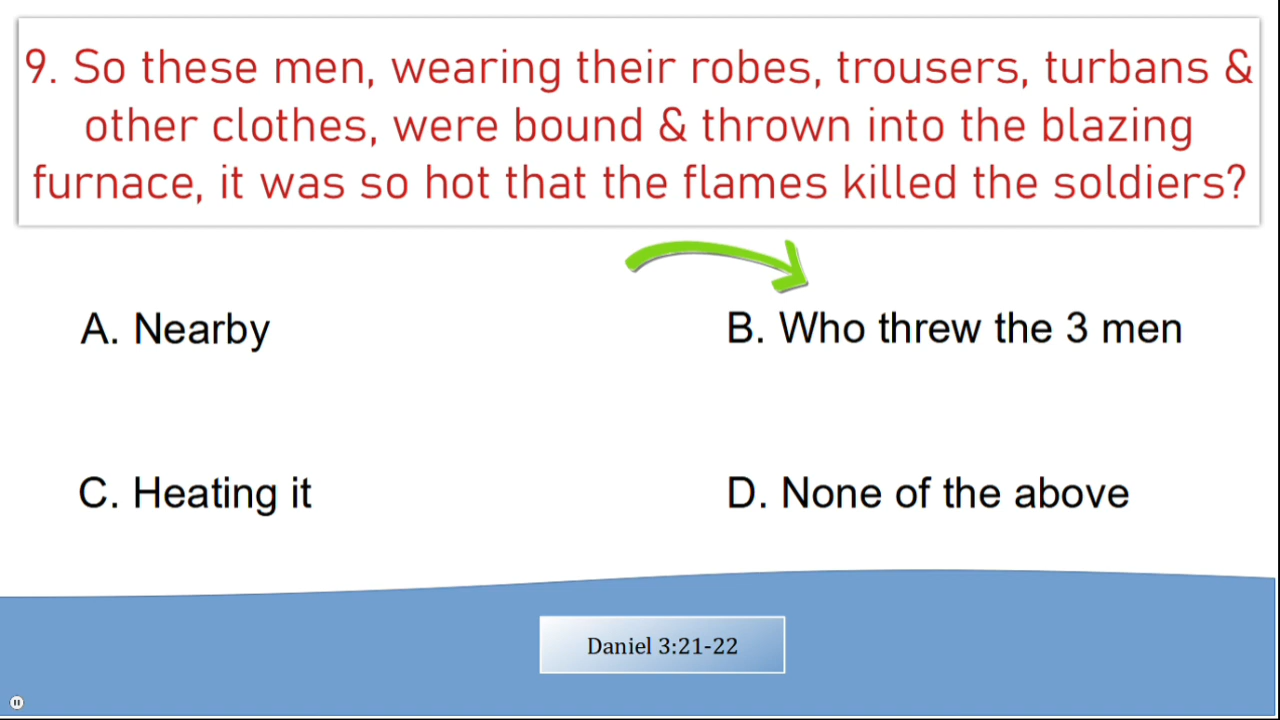 9. So these men, wearing their robes, trousers, turbans &
other clothes, were bound & thrown into the blazing
furnace, it was so hot that the flames killed the soldiers?
A. Nearby
B. Who threw the 3 men
C. Heating it
D. None of the above
Daniel 3:21-22